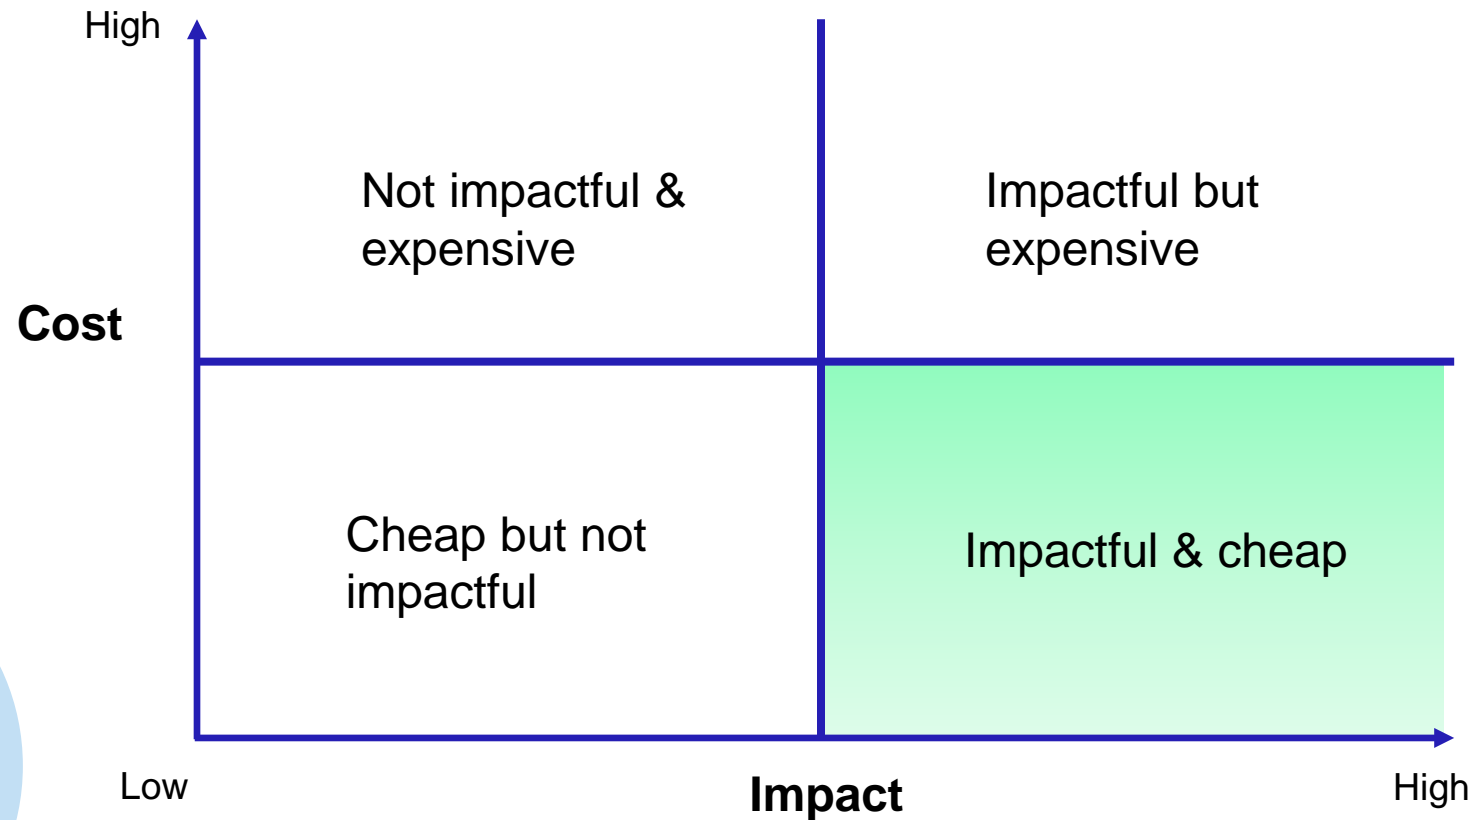 High
Not impactful &
expensive
Impactful but
expensive
Cost
Cheap but not
impactful
Impactful & cheap
Low
Impact
High